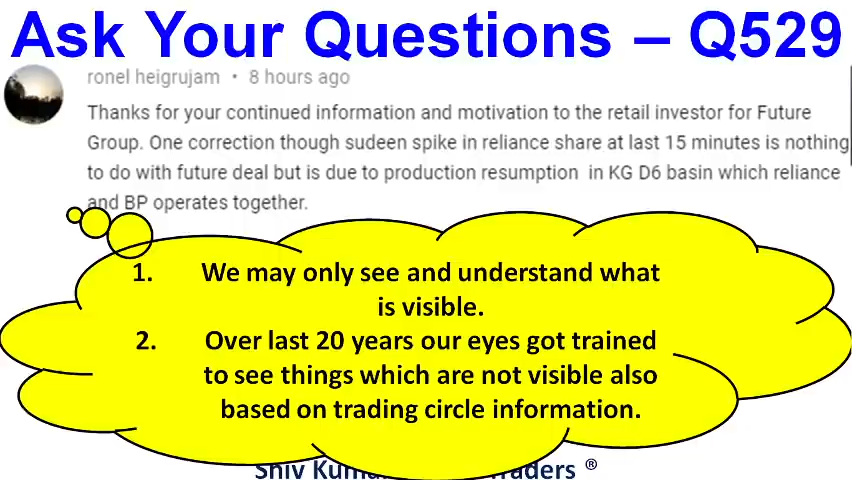 Ask Your Questions – Q529
ronel heigrujam • 8 hours ago
Thanks for your continued information and motivation to the retail investor for Future
Group. One correction though sudeen spike in reliance share at last 15 minutes is nothing
to do with future deal but is due to production resumption in KG D6 basin which reliance
and BP operates together.
1. We may only see and understand what
is visible.
2. Over last 20 years our eyes got trained
to see things which are not visible also
based on trading circle information.
Shiv Kuma raders ®